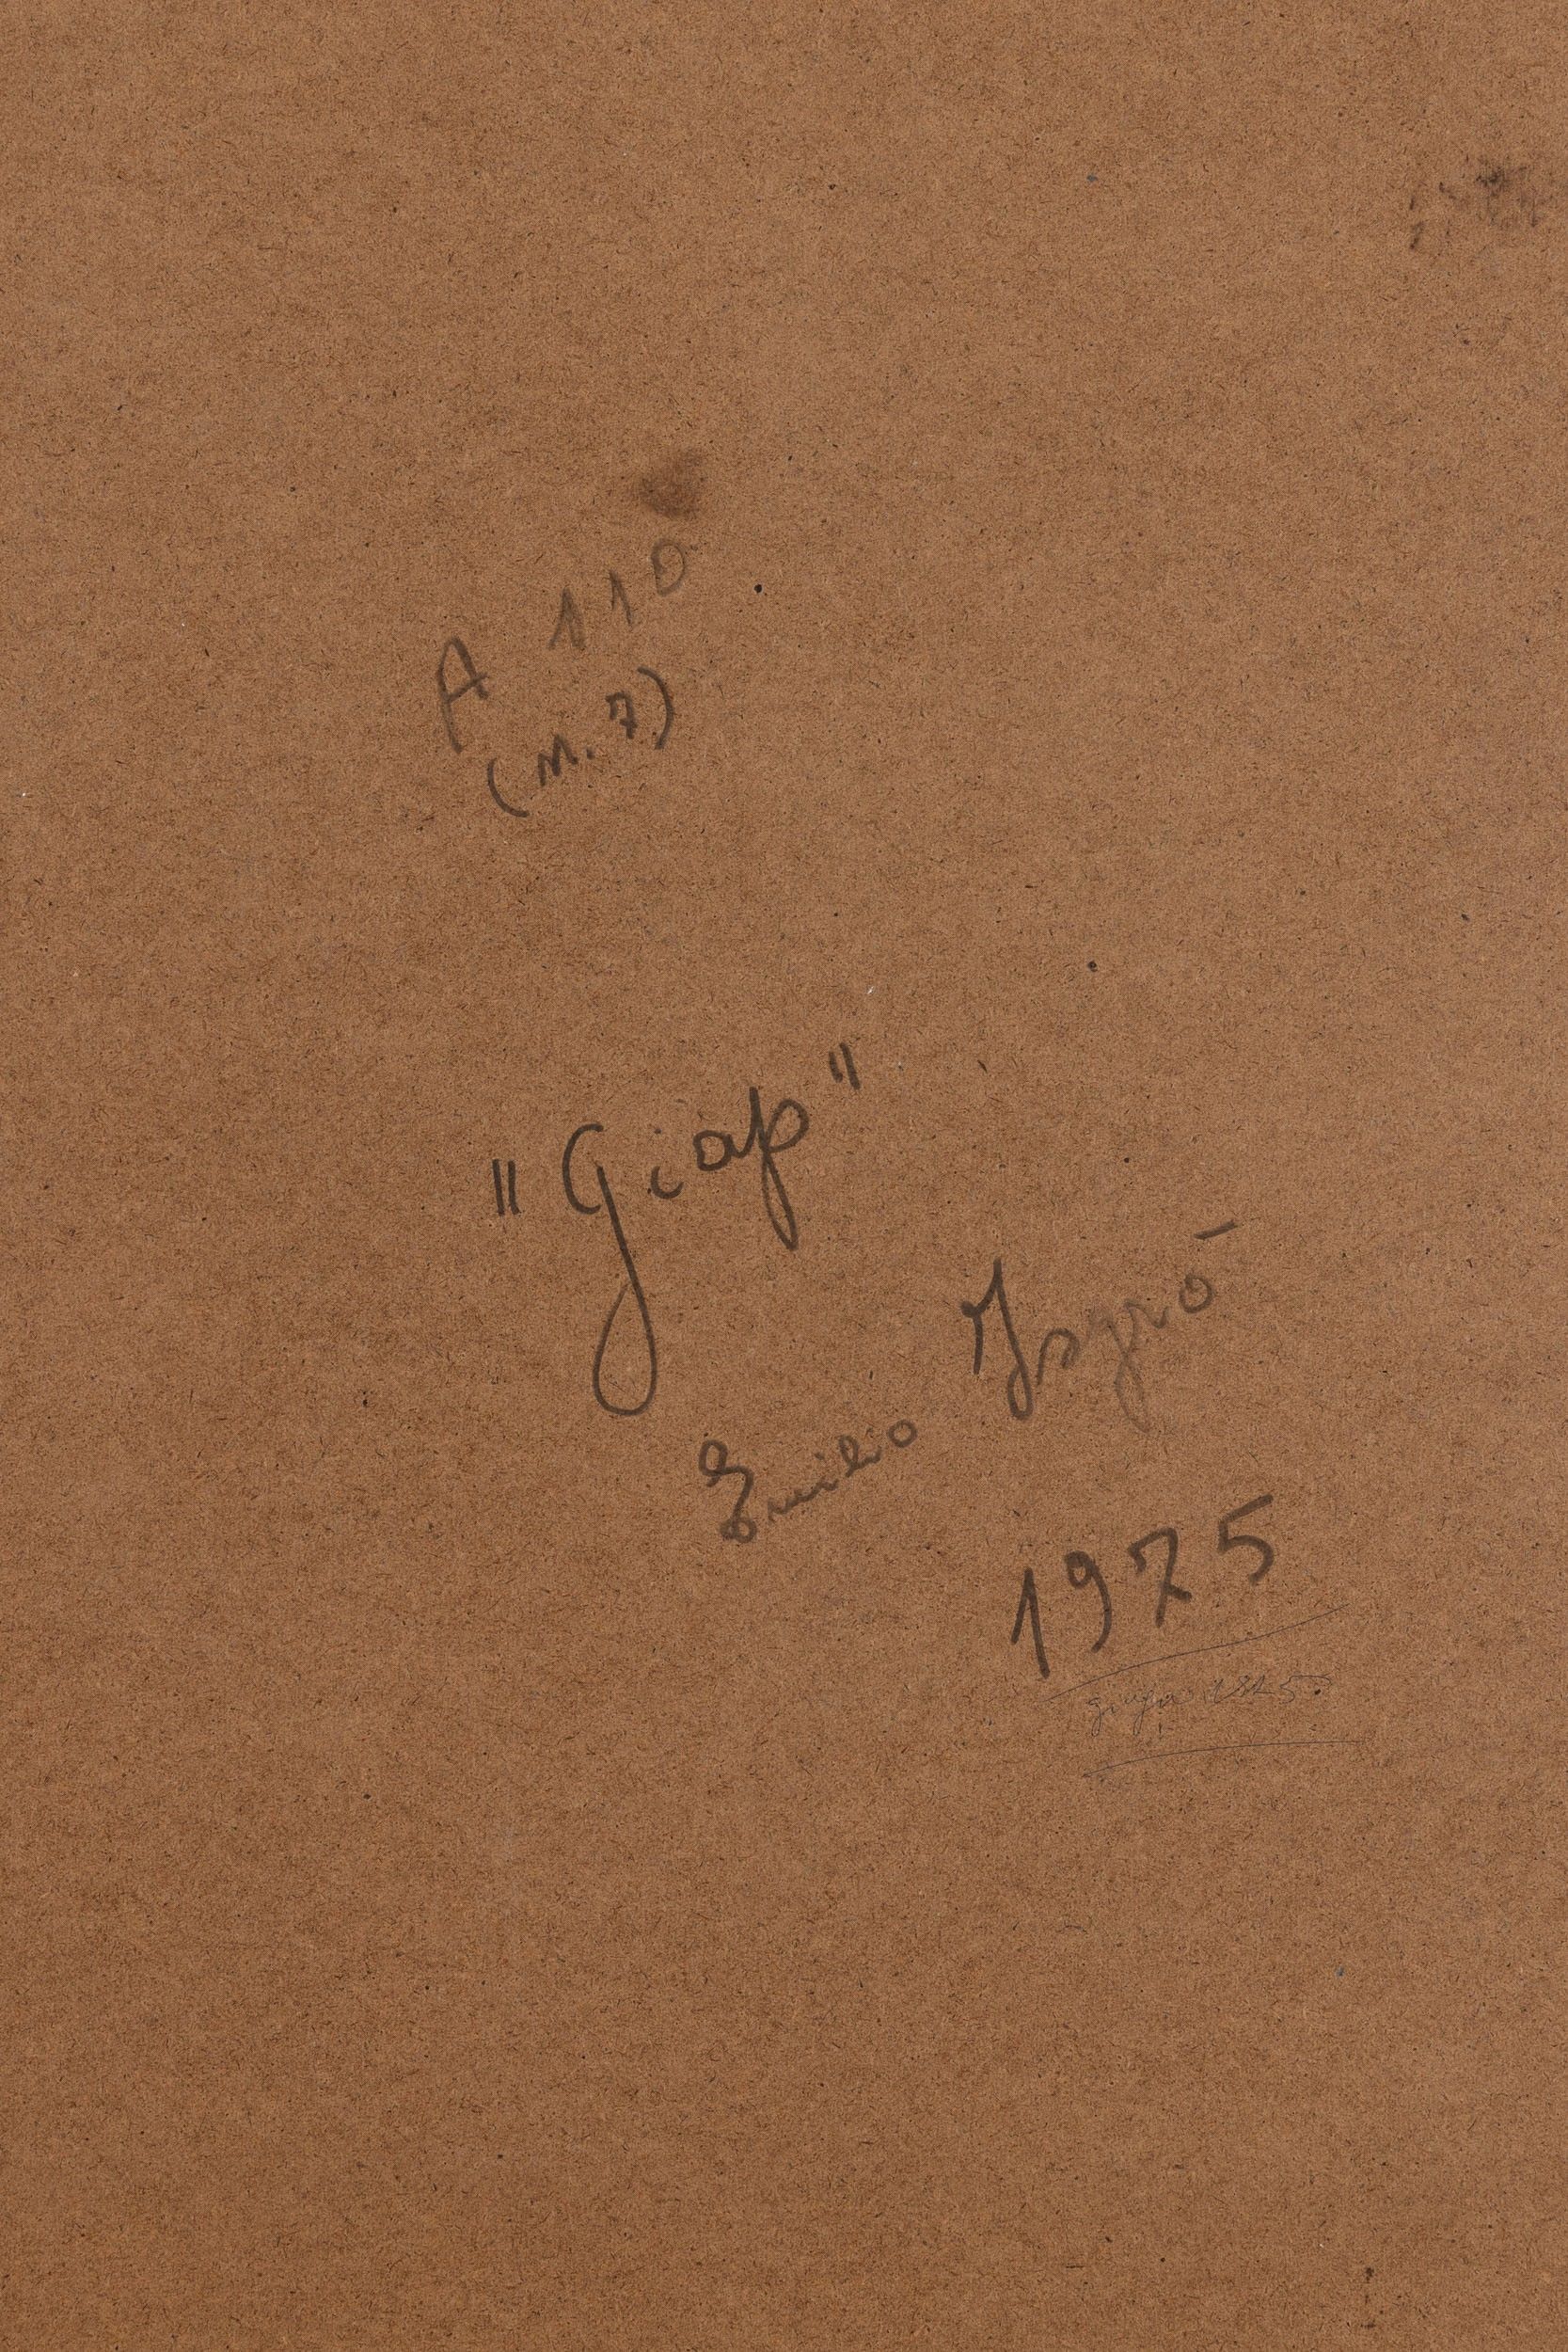 A 110
(n. 7)
"Giap"
Emilio Isgrò
1975